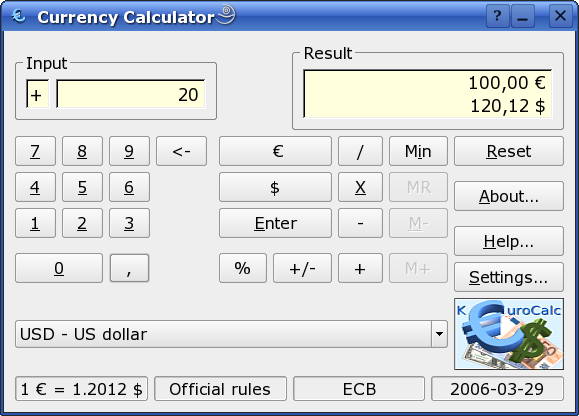 Currency Calculator
?
Input
+ 20
Result
100,00 €
120,12 $
7 8 9 <- € / Min Reset
4 5 6 $ X MR About...
1 2 3 Enter - M- Help...
0 , % +/- + M+ Settings...
KEuroCalc
USD - US dollar
1 € = 1.2012 $ Official rules ECB 2006-03-29